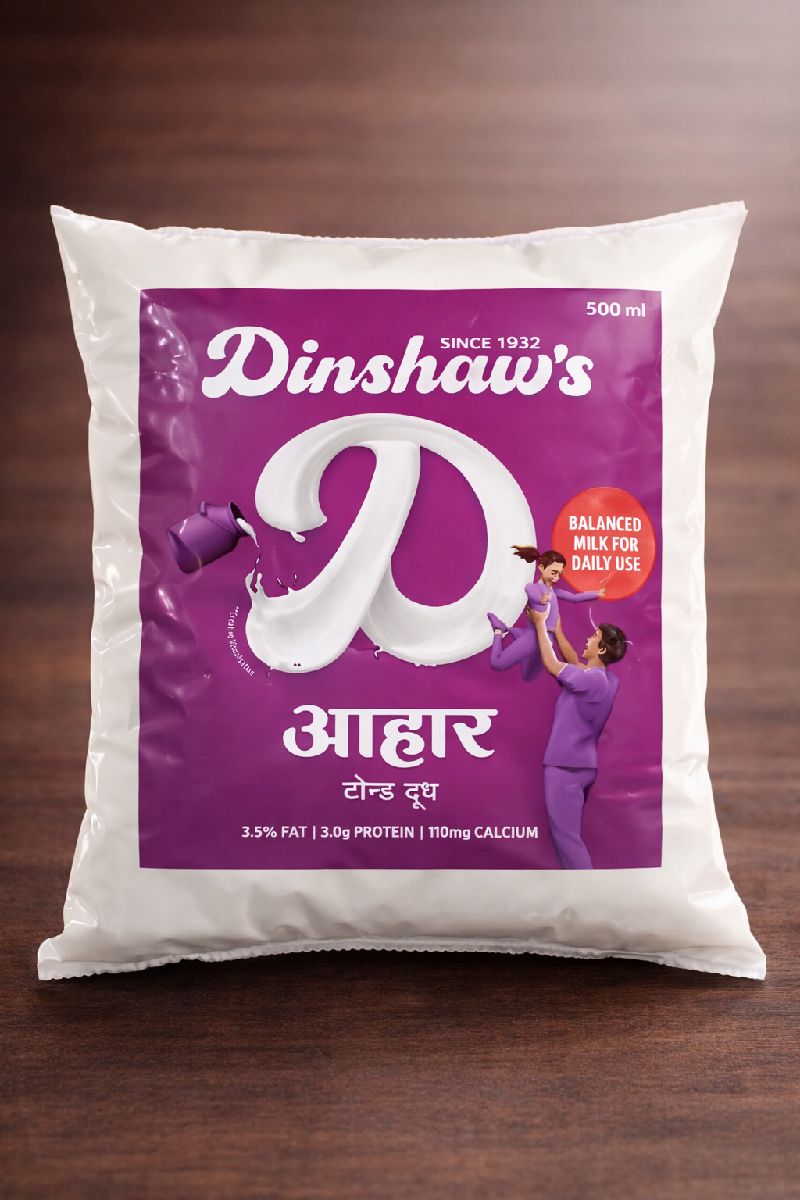 500 ml
SINCE 1932
Dinshaw's
BALANCED
MILK FOR
DAILY USE
आहार
टोन्ड दूध
3.5% FAT | 3.0g PROTEIN | 110mg CALCIUM